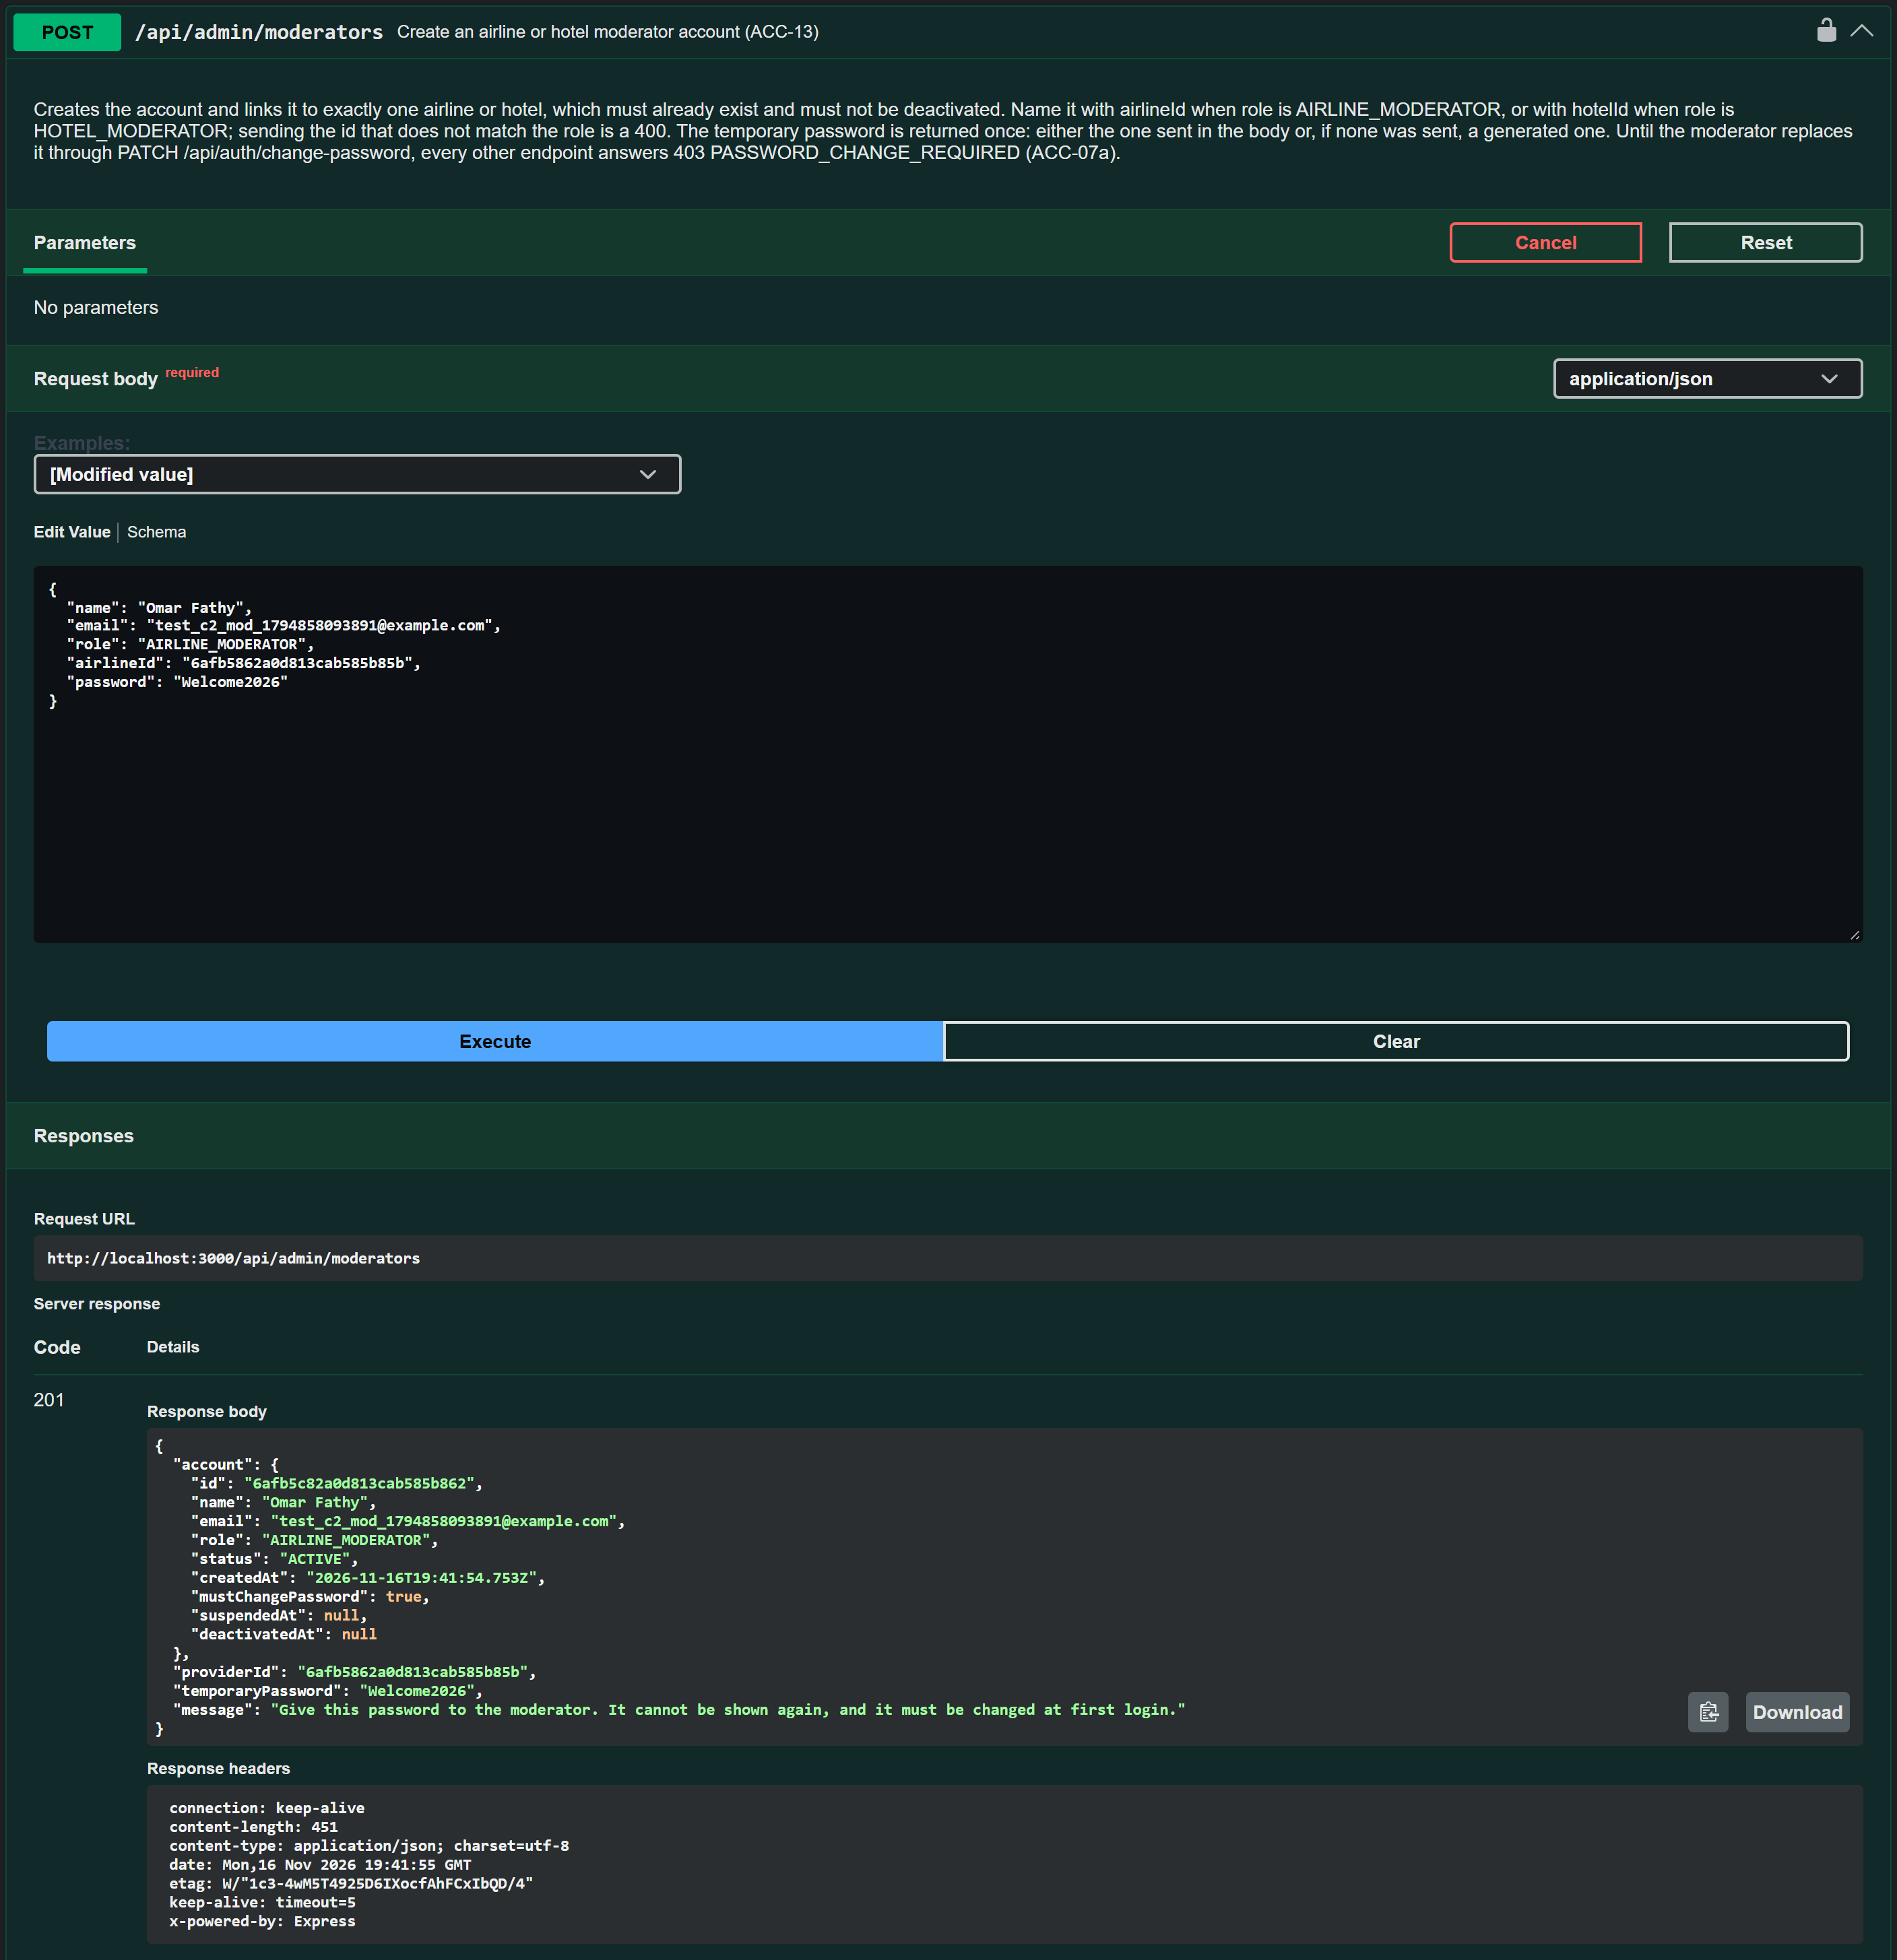 POST /api/admin/moderators Create an airline or hotel moderator account (ACC-13)
Creates the account and links it to exactly one airline or hotel, which must already exist and must not be deactivated. Name it with airlineId when role is AIRLINE_MODERATOR, or with hotelId when role is
HOTEL_MODERATOR; sending the id that does not match the role is a 400. The temporary password is returned once: either the one sent in the body or, if none was sent, a generated one. Until the moderator replaces
it through PATCH /api/auth/change-password, every other endpoint answers 403 PASSWORD_CHANGE_REQUIRED (ACC-07a).
Parameters Cancel Reset
No parameters
Request body required application/json
Examples:
[Modified value]
Edit Value Schema
{
"name": "Omar Fathy",
"email": "test_c2_mod_1794858093891@example.com",
"role": "AIRLINE_MODERATOR",
"airlineId": "6afb5862a0d813cab585b85b",
"password": "Welcome2026"
}
Execute Clear
Responses
Request URL
http://localhost:3000/api/admin/moderators
Server response
Code Details
201
Response body
{
"account": {
"id": "6afb5c82a0d813cab585b862",
"name": "Omar Fathy",
"email": "test_c2_mod_1794858093891@example.com",
"role": "AIRLINE_MODERATOR",
"status": "ACTIVE",
"createdAt": "2026-11-16T19:41:54.753Z",
"mustChangePassword": true,
"suspendedAt": null,
"deactivatedAt": null
},
"providerId": "6afb5862a0d813cab585b85b",
"temporaryPassword": "Welcome2026",
"message": "Give this password to the moderator. It cannot be shown again, and it must be changed at first login."
}
Download
Response headers
connection: keep-alive
content-length: 451
content-type: application/json; charset=utf-8
date: Mon,16 Nov 2026 19:41:55 GMT
etag: W/"1c3-4wM5T4925D6IXocfAhFCxIbQD/4"
keep-alive: timeout=5
x-powered-by: Express